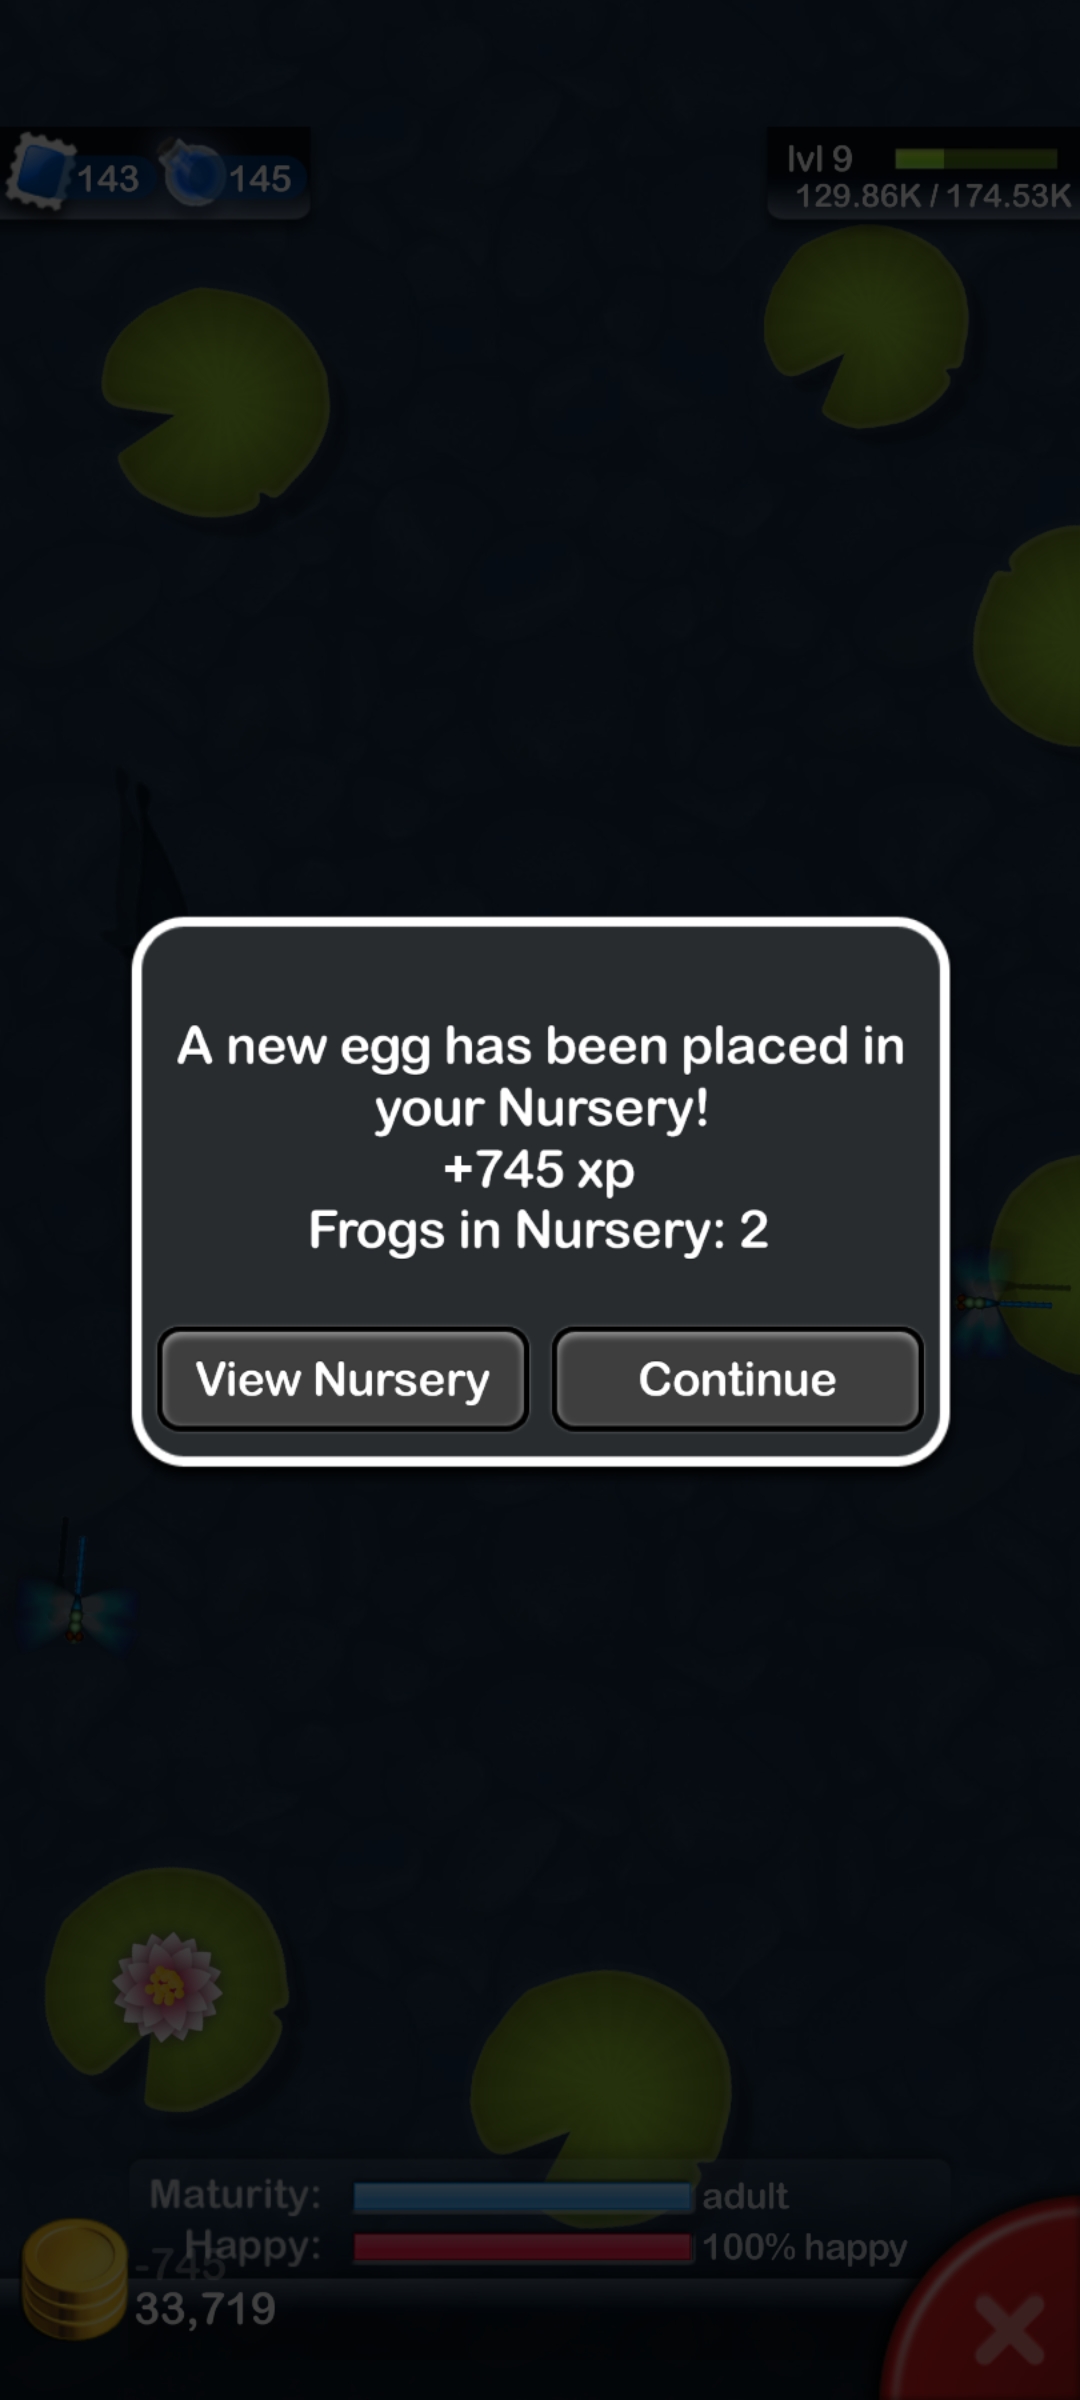 143 145
lvl 9
129.86K / 174.53K
A new egg has been placed in
your Nursery!
+745 xp
Frogs in Nursery: 2
View Nursery Continue
Maturity: adult
Happy: 100% happy
-745
33,719